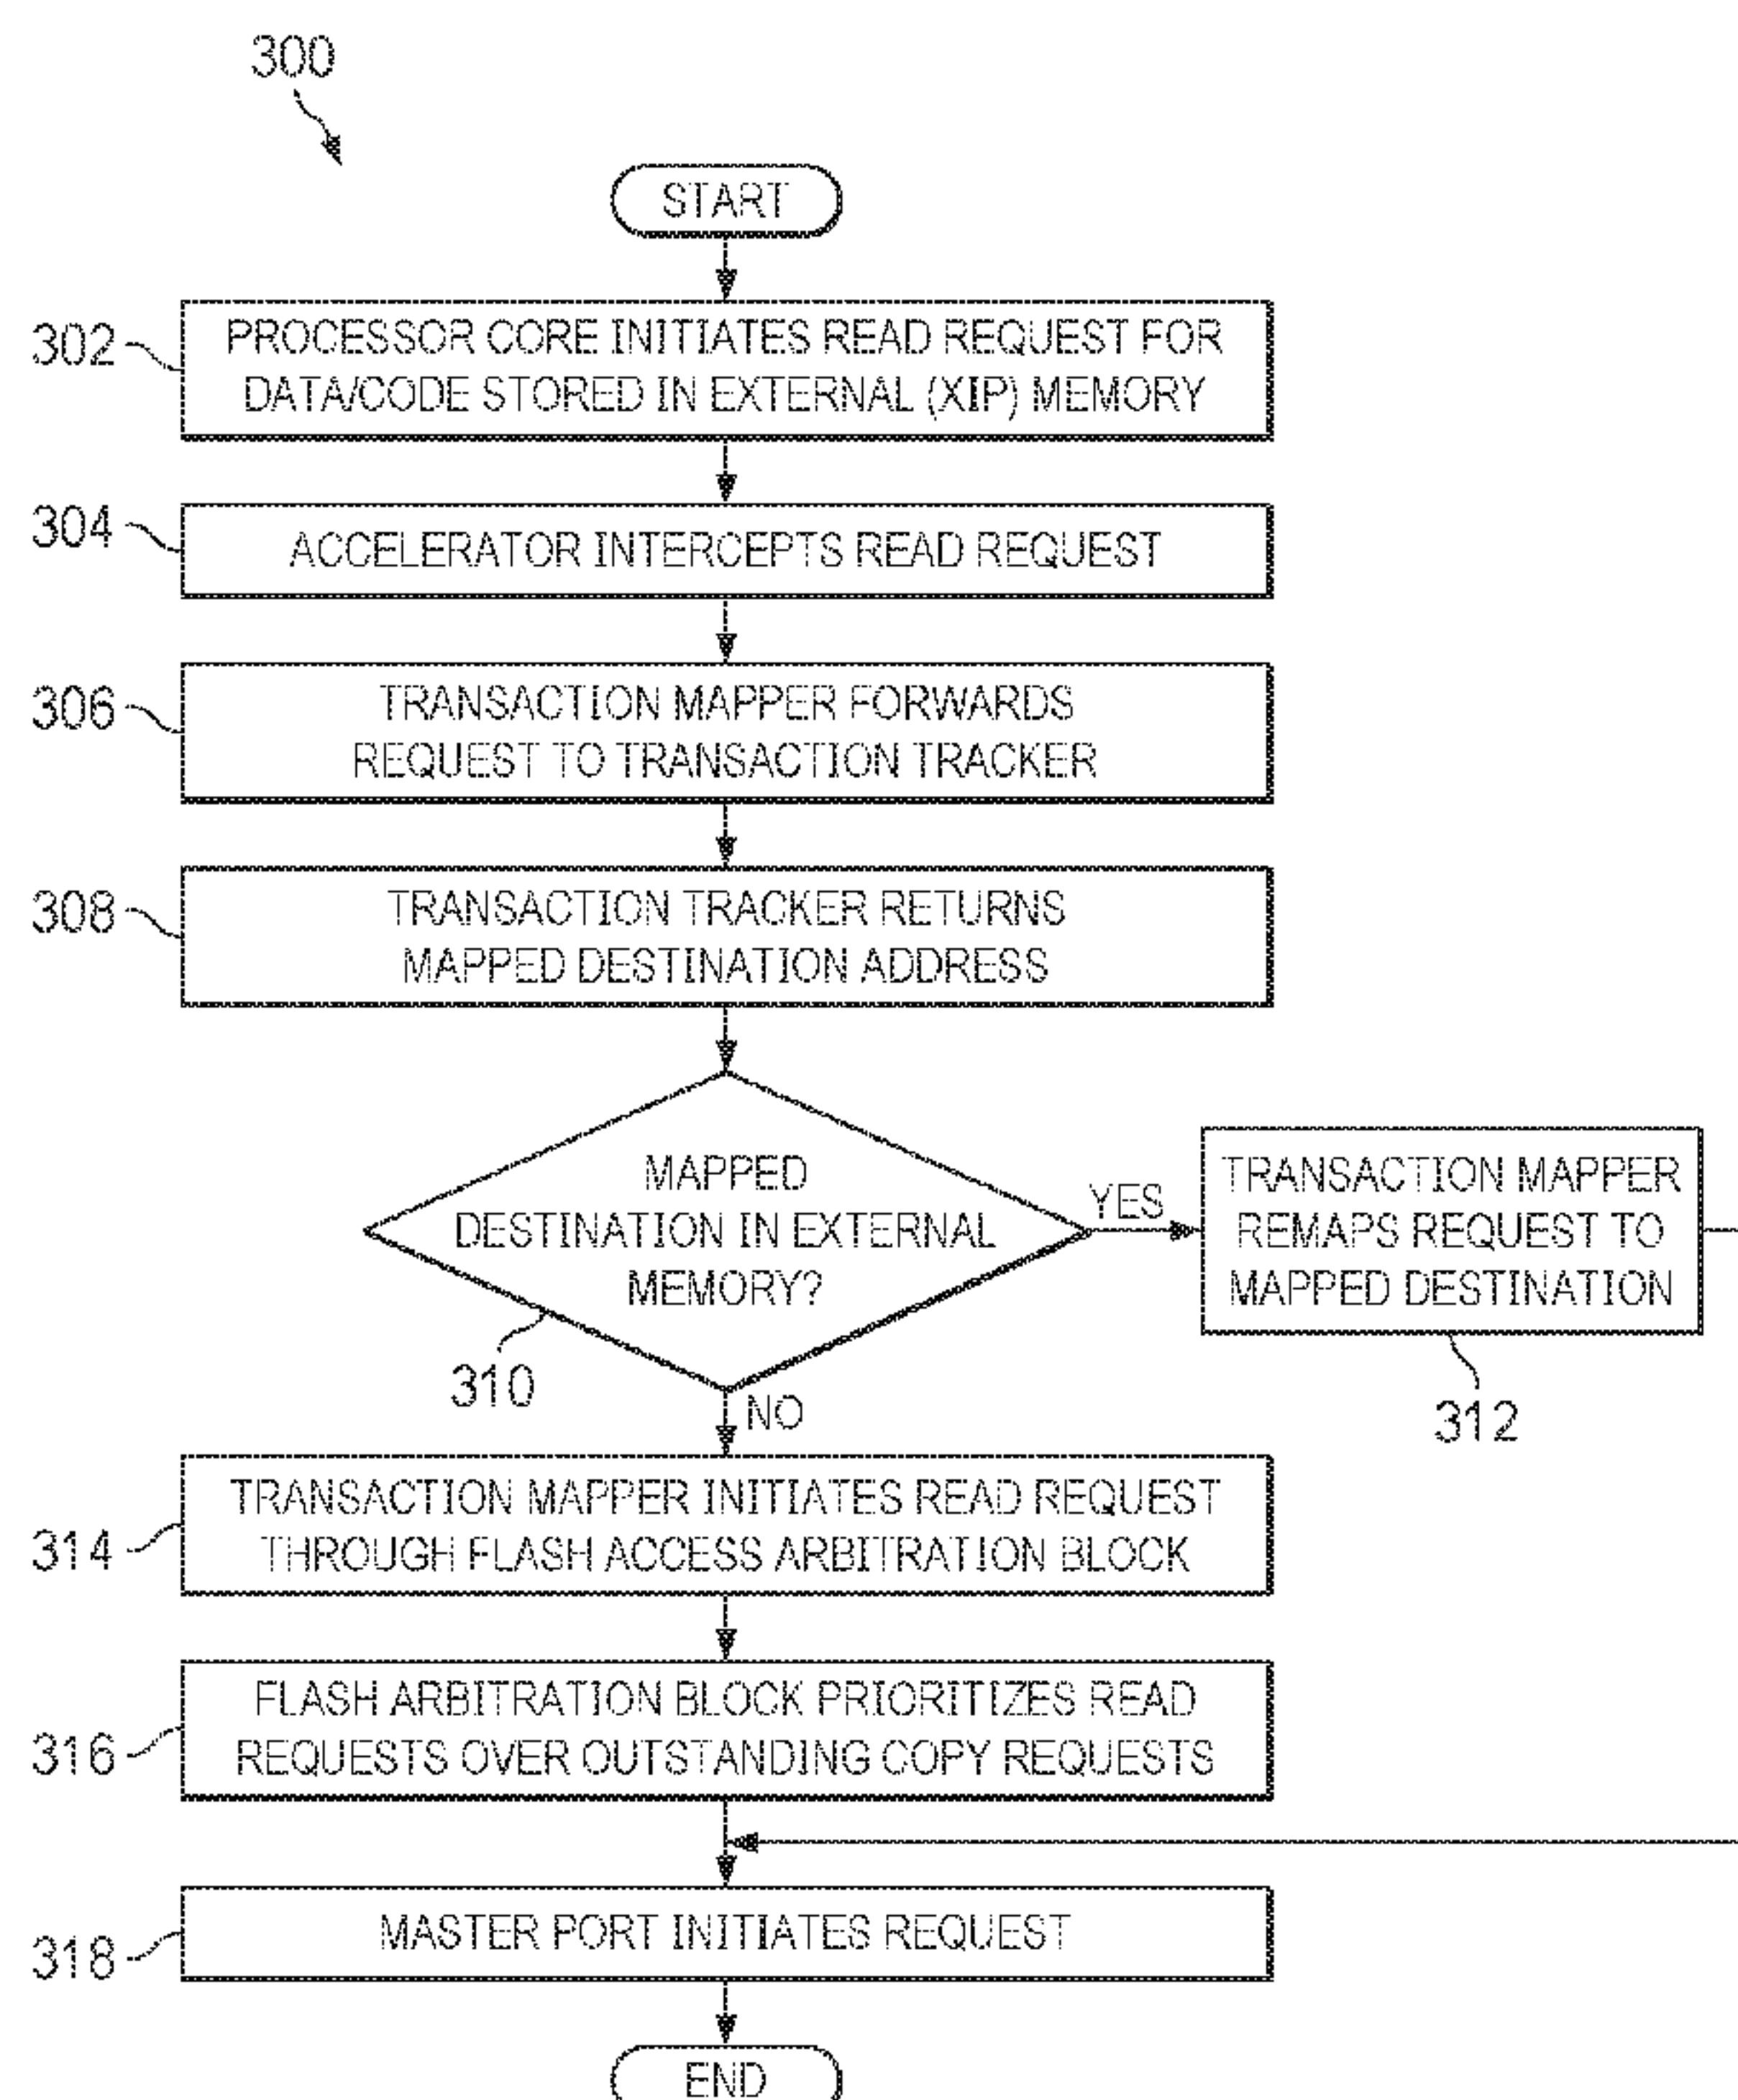 300
START
302
PROCESSOR CORE INITIATES READ REQUEST FOR
DATA/CODE STORED IN EXTERNAL (XIP) MEMORY
304
ACCELERATOR INTERCEPTS READ REQUEST
306
TRANSACTION MAPPER FORWARDS
REQUEST TO TRANSACTION TRACKER
308
TRANSACTION TRACKER RETURNS
MAPPED DESTINATION ADDRESS
MAPPED
DESTINATION IN EXTERNAL
MEMORY?
310
YES
TRANSACTION MAPPER
REMAPS REQUEST TO
MAPPED DESTINATION
312
NO
314
TRANSACTION MAPPER INITIATES READ REQUEST
THROUGH FLASH ACCESS ARBITRATION BLOCK
316
FLASH ARBITRATION BLOCK PRIORITIZES READ
REQUESTS OVER OUTSTANDING COPY REQUESTS
318
MASTER PORT INITIATES REQUEST
END